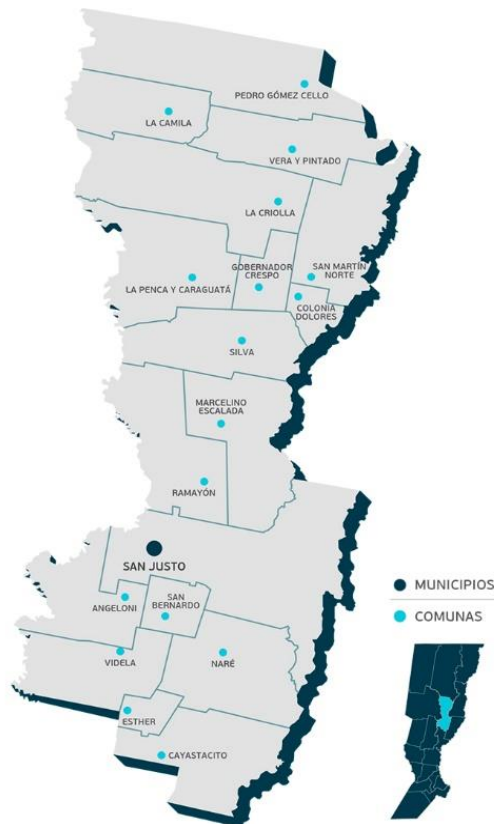 PEDRO GÓMEZ CELLO
LA CAMILA
VERA Y PINTADO
LA CRIOLLA
GOBERNADOR
CRESPO
SAN MARTÍN
NORTE
LA PENCA Y CARAGUATÁ
COLONIA
DOLORES
SILVA
MARCELINO
ESCALADA
RAMAYÓN
SAN JUSTO
MUNICIPIOS
COMUNAS
ANGELONI
SAN
BERNARDO
VIDELA
NARÉ
ESTHER
CAYASTACITO